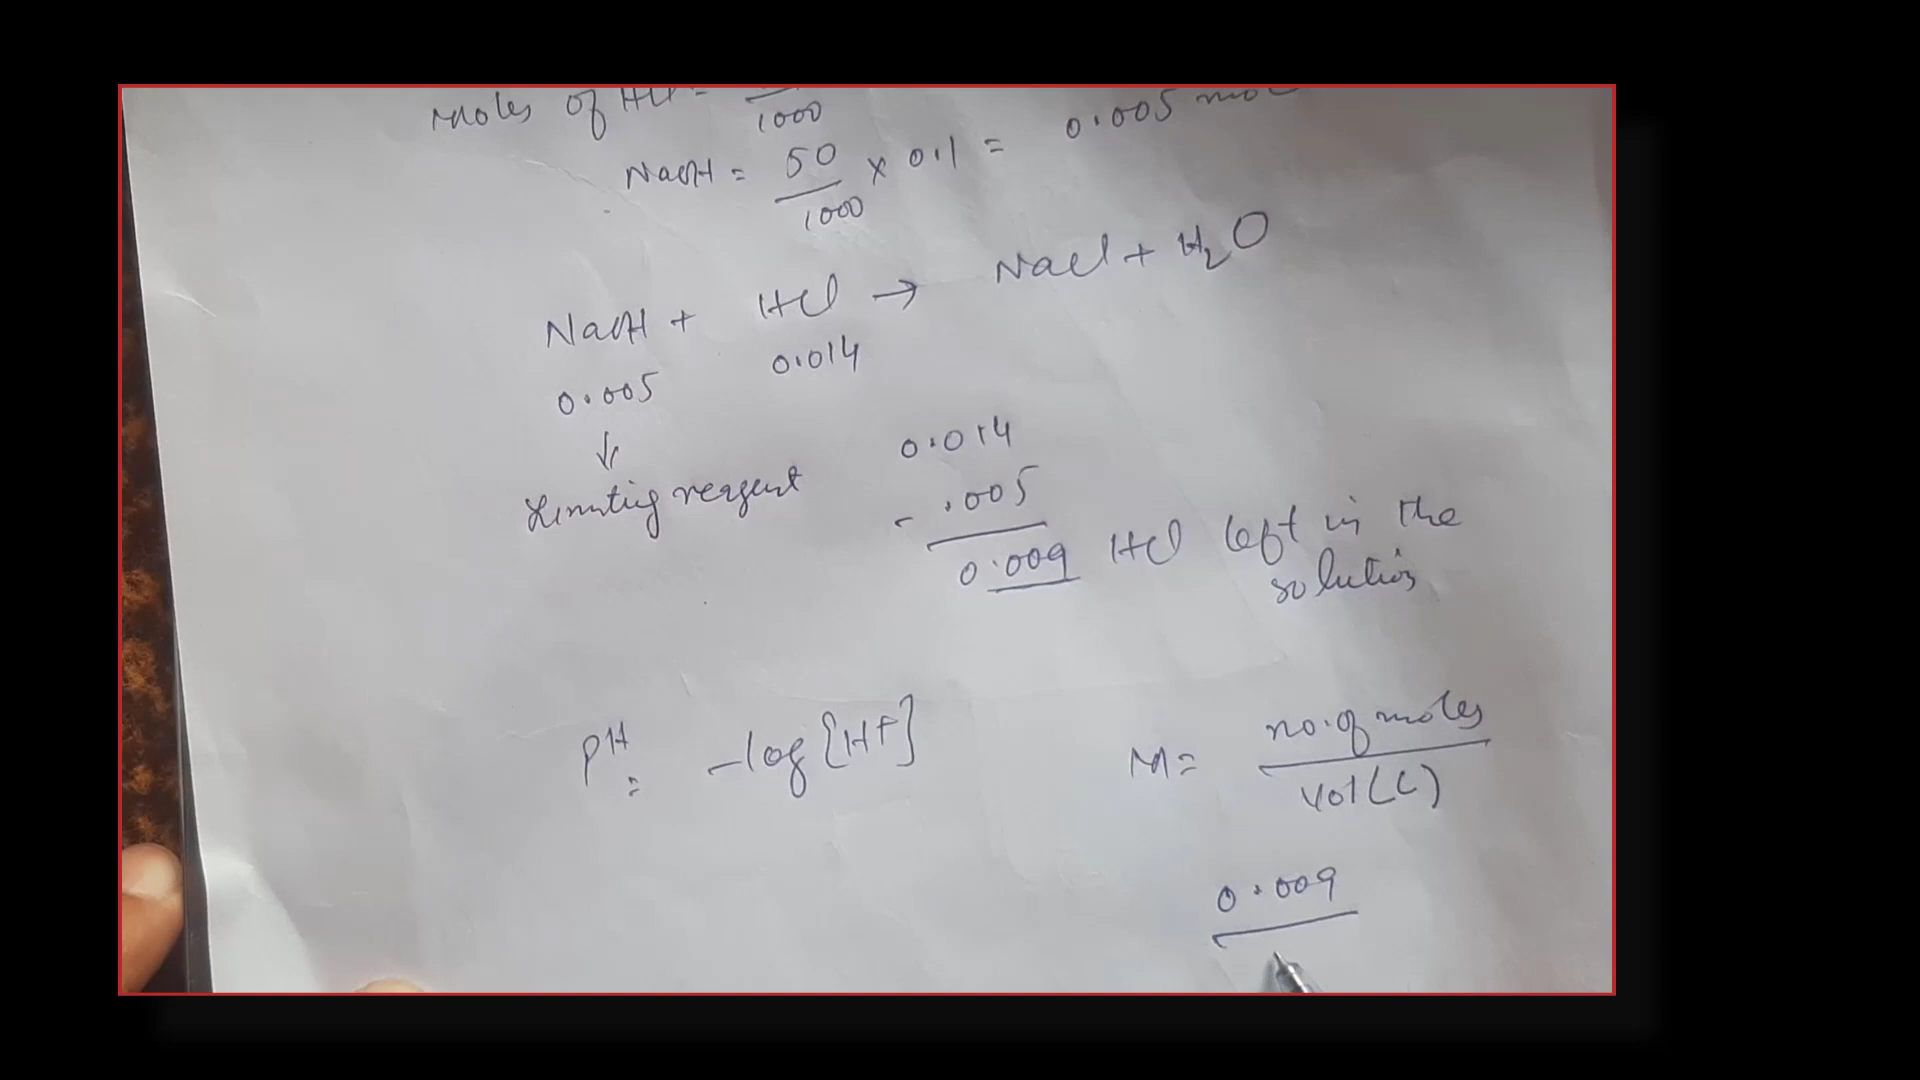 Moles of HCl =
1000
NaOH = 50/1000 × 0.1 = 0.005 mol
NaOH + HCl → NaCl + H₂O
0.005 0.014
↓
Limiting reagent
0.014
- .005
0.009 HCl left in the
solution
PH = -log[H+]
M = no. of moles / Vol(L)
0.009